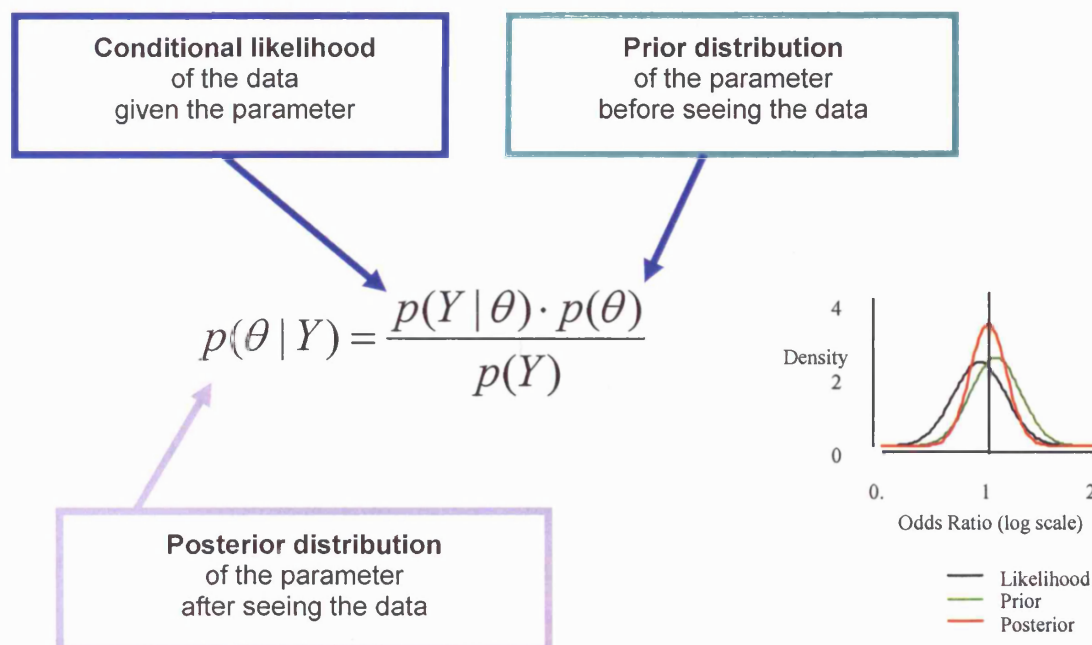 Conditional likelihood
of the data
given the parameter
Prior distribution
of the parameter
before seeing the data
p(θ | Y) = p(Y | θ) · p(θ)
p(Y)
Posterior distribution
of the parameter
after seeing the data
4
Density
2
0
0. 1 2
Odds Ratio (log scale)
Likelihood
Prior
Posterior